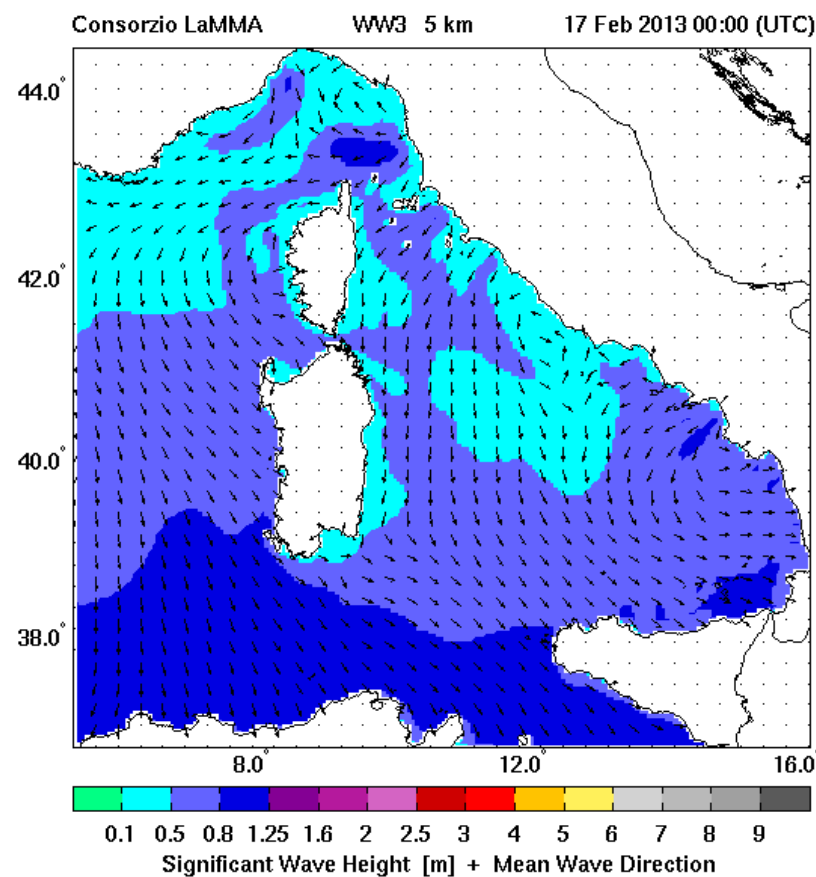 Consorzio LaMMA WW3 5 km 17 Feb 2013 00:00 (UTC)
44.0°
42.0°
40.0°
38.0°
8.0° 12.0° 16.0
0.1 0.5 0.8 1.25 1.6 2 2.5 3 4 5 6 7 8 9
Significant Wave Height [m] + Mean Wave Direction